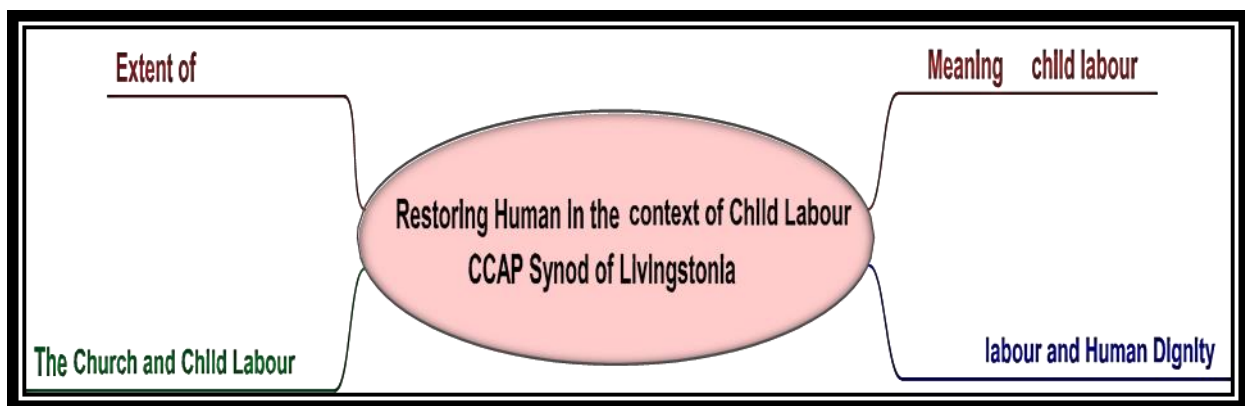 Extent of
Meaning child labour
Restoring Human in the context of Child Labour
CCAP Synod of Livingstonia
The Church and Child Labour
labour and Human Dignity